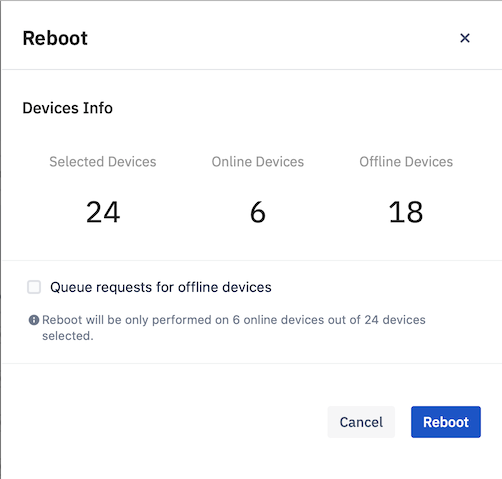 Reboot
Devices Info
Selected Devices
Online Devices
Offline Devices
24
6
18
Queue requests for offline devices
Reboot will be only performed on 6 online devices out of 24 devices
selected.
Cancel
Reboot